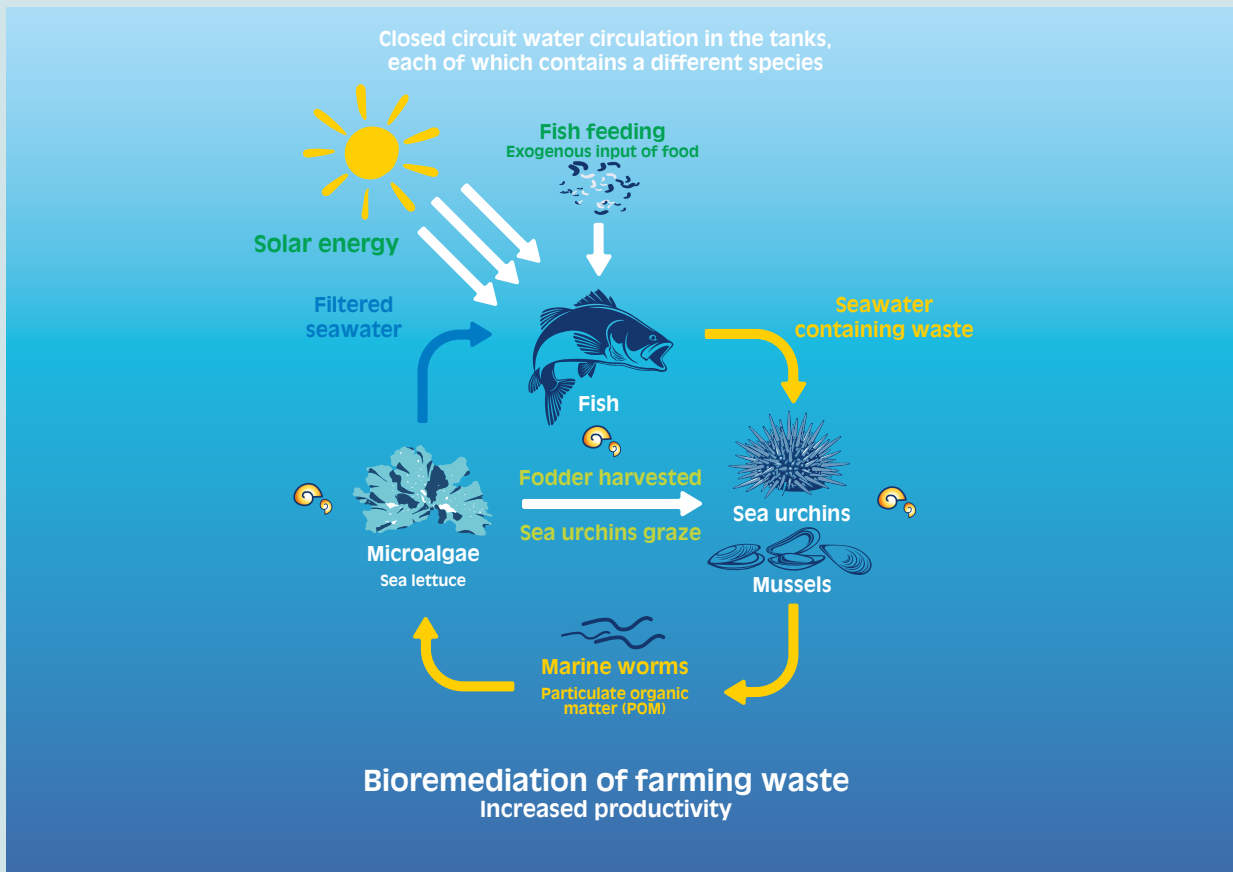 Closed circuit water circulation in the tanks,
each of which contains a different species
Fish feeding
Exogenous input of food
Solar energy
Filtered
seawater
Seawater
containing waste
Fish
Fodder harvested
Sea urchins graze
Sea urchins
Microalgae
Sea lettuce
Mussels
Marine worms
Particulate organic
matter (POM)
Bioremediation of farming waste
Increased productivity